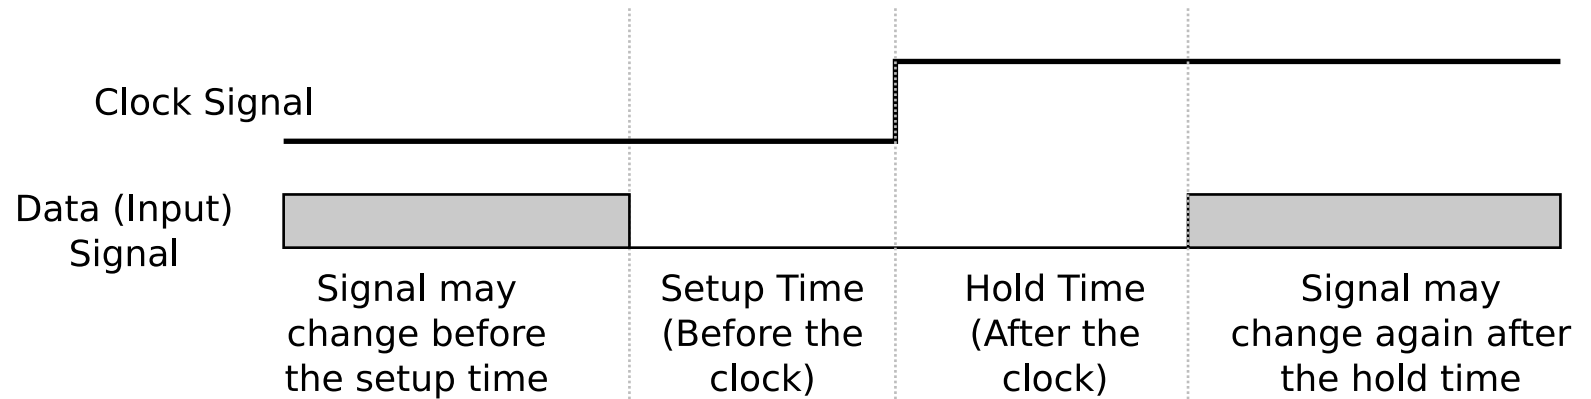 Clock Signal
Data (Input)
Signal
Signal may
change before
the setup time
Setup Time
(Before the
clock)
Hold Time
(After the
clock)
Signal may
change again after
the hold time